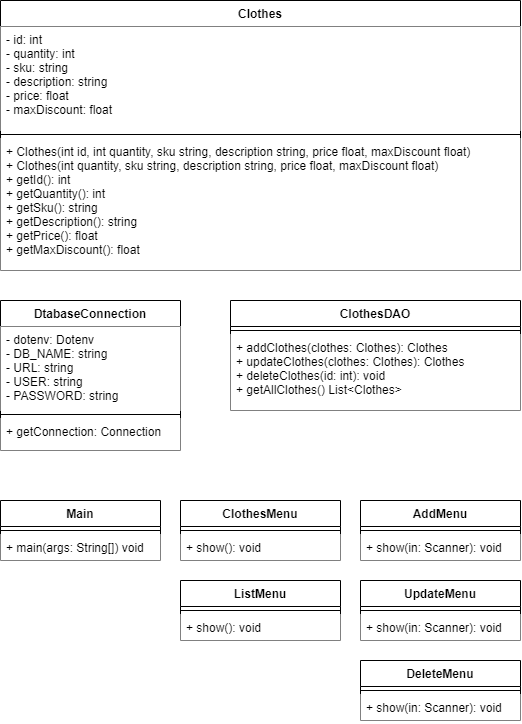 Clothes
- id: int
- quantity: int
- sku: string
- description: string
- price: float
- maxDiscount: float
+ Clothes(int id, int quantity, sku string, description string, price float, maxDiscount float)
+ Clothes(int quantity, sku string, description string, price float, maxDiscount float)
+ getId(): int
+ getQuantity(): int
+ getSku(): string
+ getDescription(): string
+ getPrice(): float
+ getMaxDiscount(): float
DtabaseConnection
- dotenv: Dotenv
- DB_NAME: string
- URL: string
- USER: string
- PASSWORD: string
+ getConnection: Connection
ClothesDAO
+ addClothes(clothes: Clothes): Clothes
+ updateClothes(clothes: Clothes): Clothes
+ deleteClothes(id: int): void
+ getAllClothes() List<Clothes>
Main
+ main(args: String[]) void
ClothesMenu
+ show(): void
AddMenu
+ show(in: Scanner): void
ListMenu
+ show(): void
UpdateMenu
+ show(in: Scanner): void
DeleteMenu
+ show(in: Scanner): void